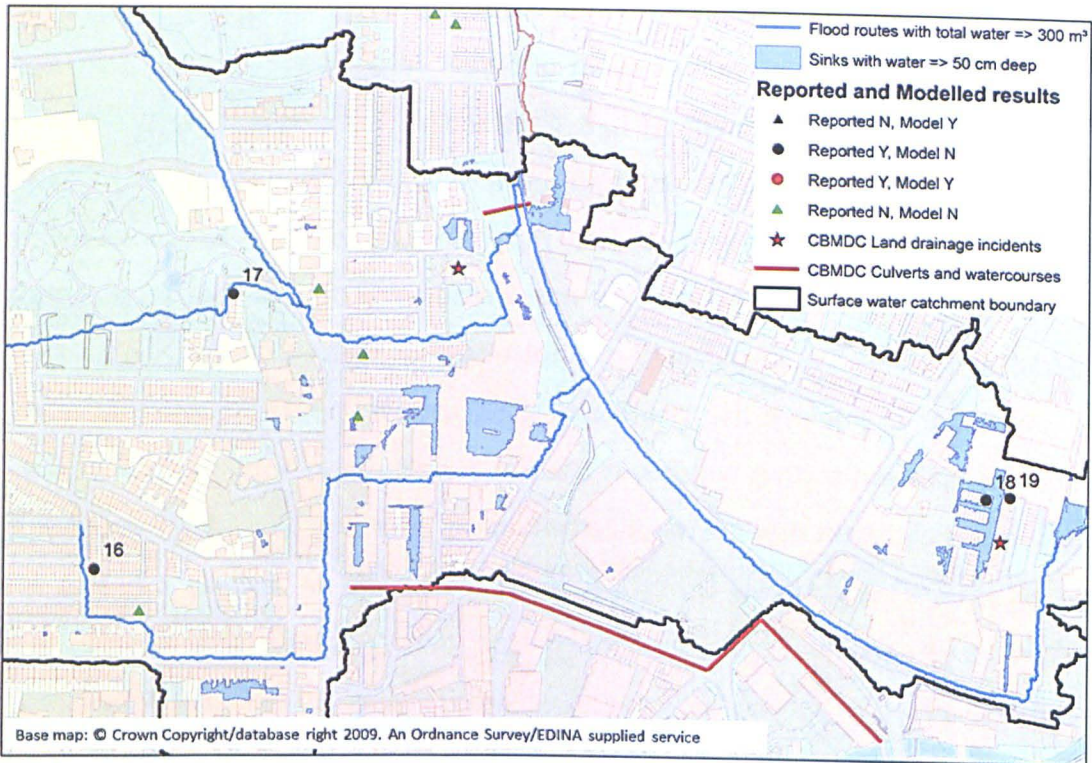 Flood routes with total water => 300 m³
Sinks with water => 50 cm deep
Reported and Modelled results
Reported N, Model Y
Reported Y, Model N
Reported Y, Model Y
Reported N, Model N
CBMDC Land drainage incidents
CBMDC Culverts and watercourses
Surface water catchment boundary
17
18 19
16
Base map: © Crown Copyright/database right 2009. An Ordnance Survey/EDINA supplied service